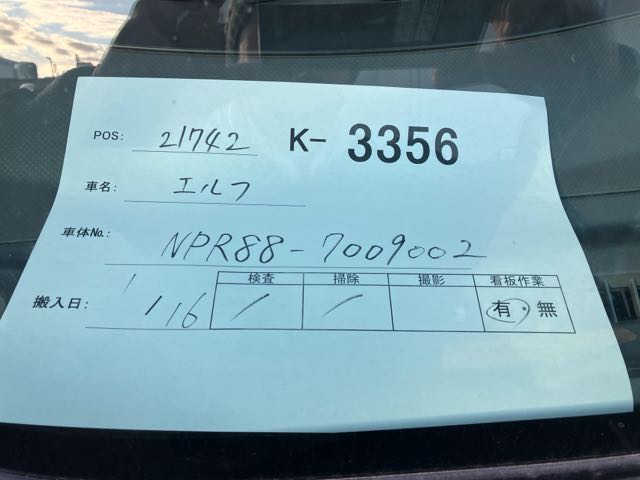 POS: 21742 K-3356
車名: エルフ
車体No.: NPR88-7009002
検査 掃除 撮影 看板作業
搬入日: 1/16 / / 有・無